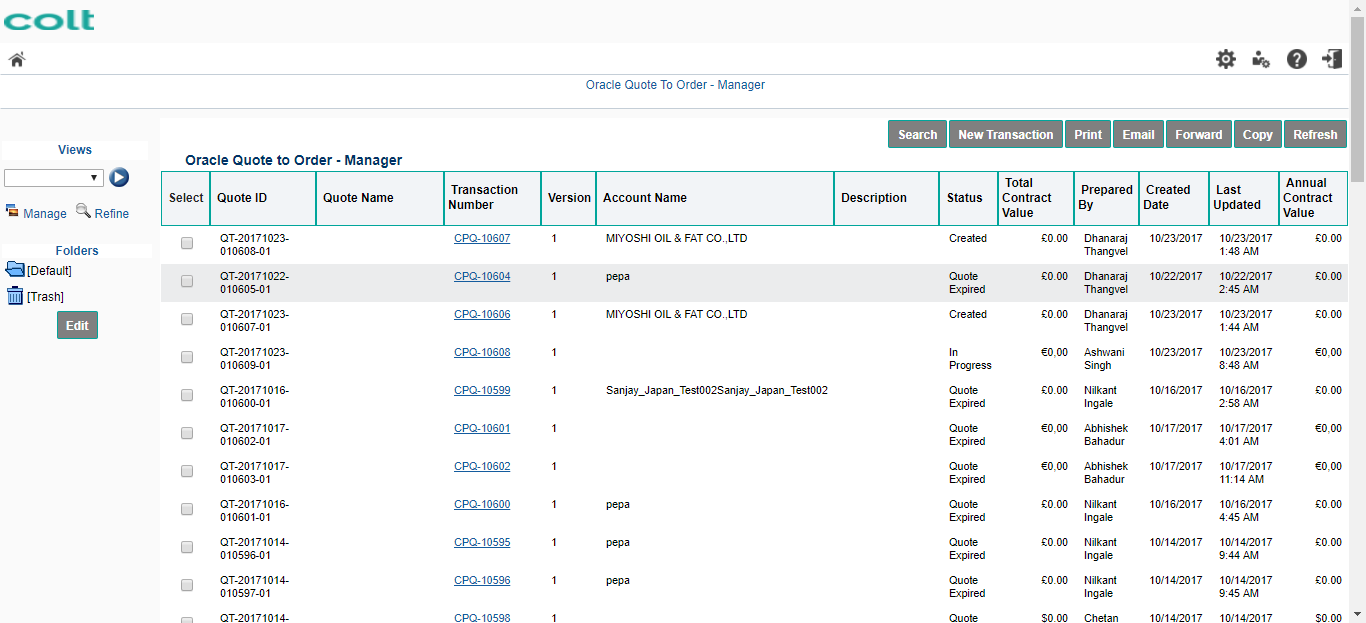 colt
Oracle Quote To Order - Manager
Search New Transaction Print Email Forward Copy Refresh
Views
Manage Refine
Folders
[Default]
[Trash]
Edit
Oracle Quote to Order - Manager
Select Quote ID Quote Name Transaction Number Version Account Name Description Status Total Contract Value Prepared By Created Date Last Updated Annual Contract Value
QT-20171023- CPQ-10607 1 MIYOSHI OIL & FAT CO.,LTD Created £0.00 Dhanaraj 10/23/2017 10/23/2017 £0.00
010608-01 Thangvel 1:48 AM
QT-20171022- CPQ-10604 1 pepa Quote £0.00 Dhanaraj 10/22/2017 10/22/2017 £0.00
010605-01 Expired Thangvel 2:45 AM
QT-20171023- CPQ-10606 1 MIYOSHI OIL & FAT CO.,LTD Created £0.00 Dhanaraj 10/23/2017 10/23/2017 £0.00
010607-01 Thangvel 1:44 AM
QT-20171023- CPQ-10608 1 In €0,00 Ashwani 10/23/2017 10/23/2017 €0,00
010609-01 Progress Singh 8:48 AM
QT-20171016- CPQ-10599 1 Sanjay_Japan_Test002Sanjay_Japan_Test002 Quote £0.00 Nilkant 10/16/2017 10/16/2017 £0.00
010600-01 Expired Ingale 2:58 AM
QT-20171017- CPQ-10601 1 Quote €0,00 Abhishek 10/17/2017 10/17/2017 €0,00
010602-01 Expired Bahadur 4:01 AM
QT-20171017- CPQ-10602 1 Quote €0,00 Abhishek 10/17/2017 10/17/2017 €0,00
010603-01 Expired Bahadur 11:14 AM
QT-20171016- CPQ-10600 1 pepa Quote £0.00 Nilkant 10/16/2017 10/16/2017 £0.00
010601-01 Expired Ingale 4:45 AM
QT-20171014- CPQ-10595 1 pepa Quote £0.00 Nilkant 10/14/2017 10/14/2017 £0.00
010596-01 Expired Ingale 9:44 AM
QT-20171014- CPQ-10596 1 pepa Quote £0.00 Nilkant 10/14/2017 10/14/2017 £0.00
010597-01 Expired Ingale 9:45 AM
QT-20171014- CPQ-10598 1 Quote $0.00 Chetan 10/14/2017 10/14/2017 $0.00